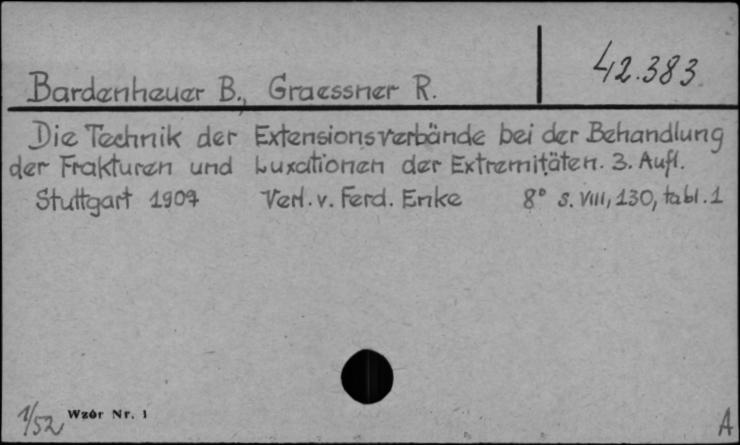 42.383
Bardenheuer B., Graessner R.
Die Technik der Extensionsverbände bei der Behandlung
der Frakturen und Luxationen der Extremitäten. 3. Aufl.
Stuttgart 1907 Verl. v. Ferd. Enke 8° s. VIII, 130, tabl. 1
1/52 Wzór Nr. 1 A